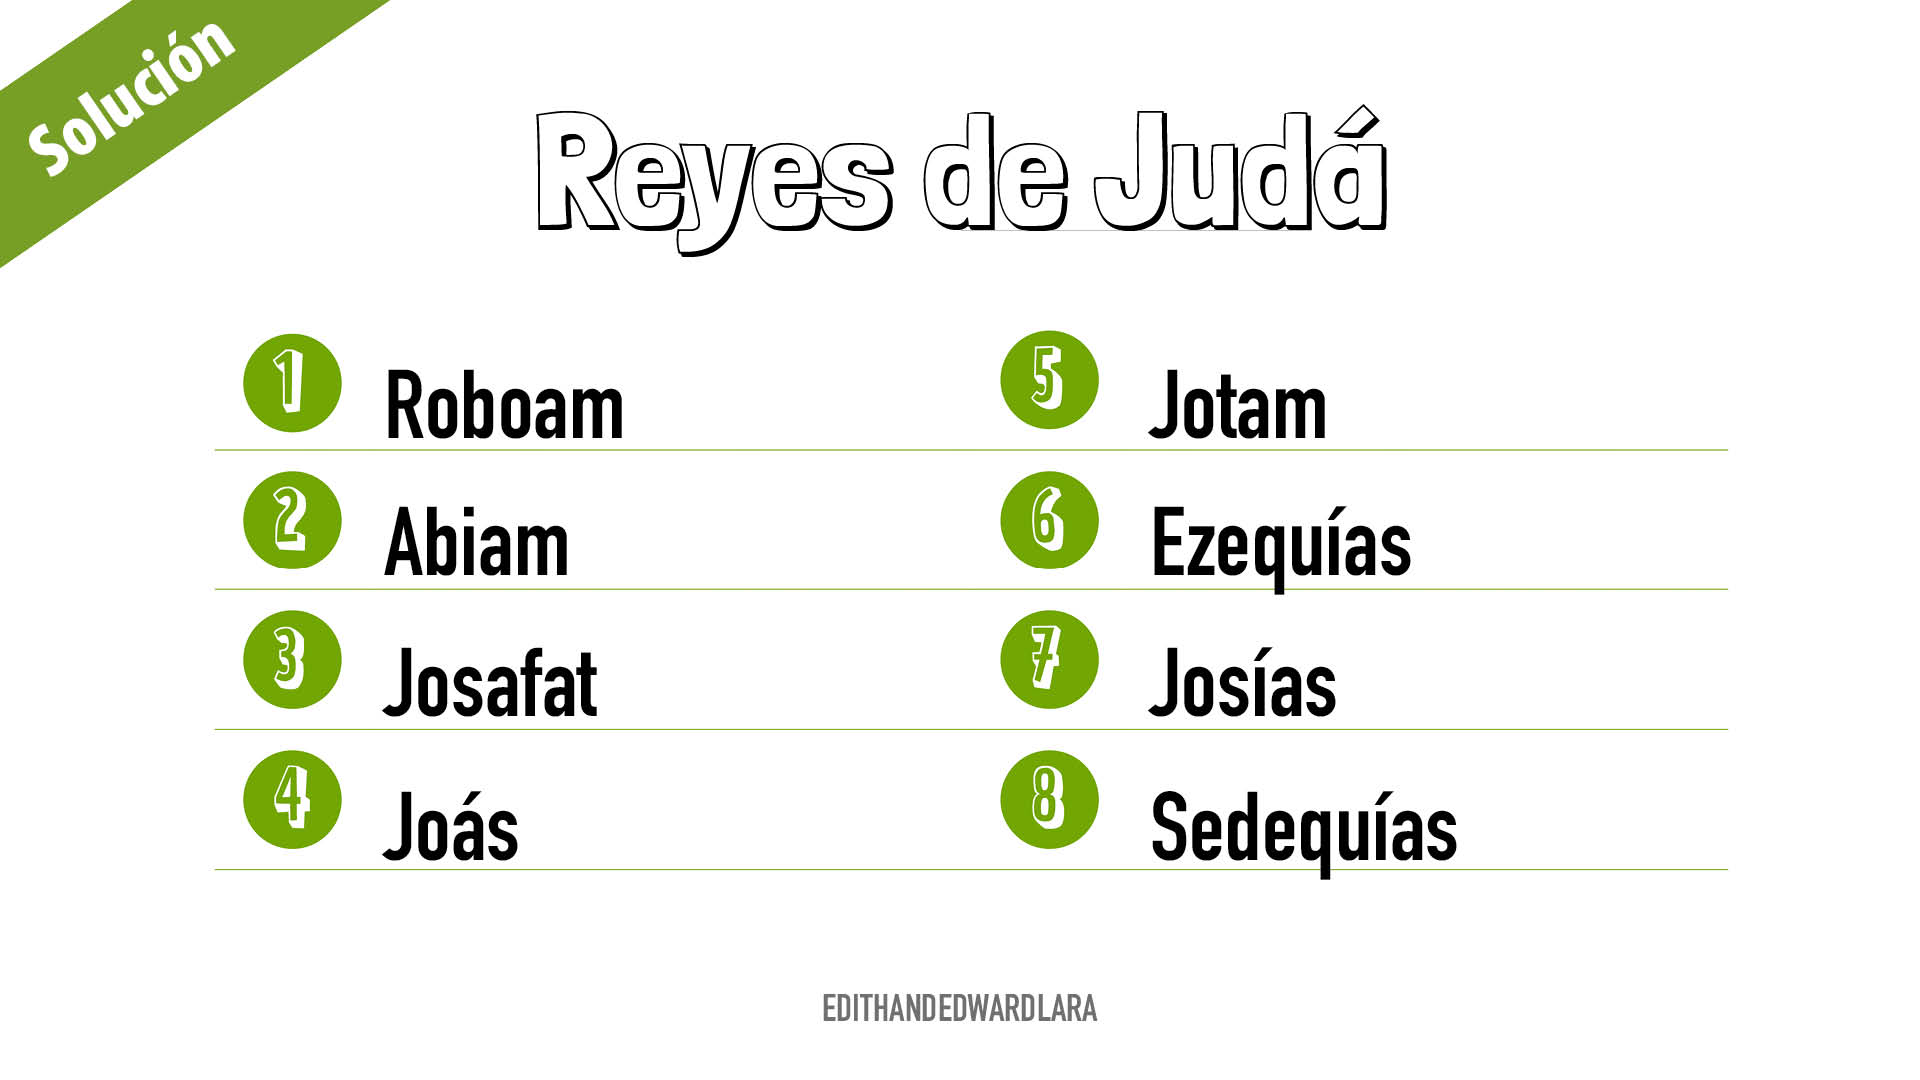 Solución
Reyes de Judá
1 Roboam
2 Abiam
3 Josafat
4 Joás
5 Jotam
6 Ezequías
7 Josías
8 Sedequías
EDITHANDEDWARDLARA